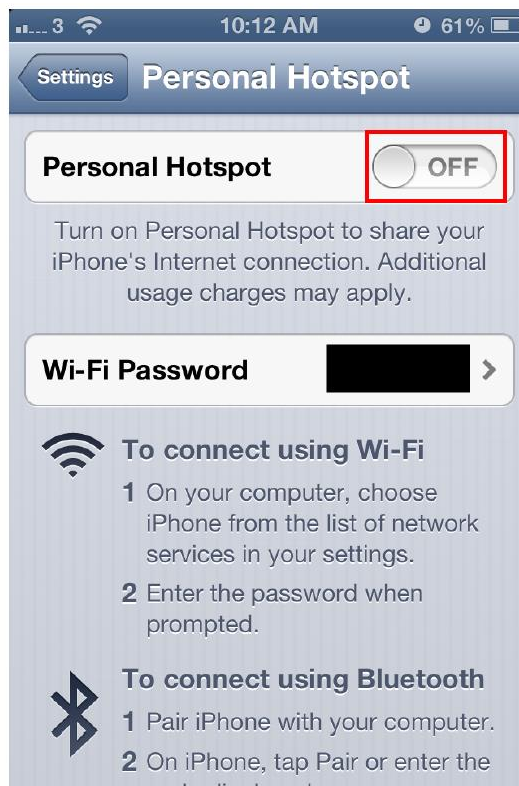 3 10:12 AM 61%
Settings Personal Hotspot
Personal Hotspot OFF
Turn on Personal Hotspot to share your
iPhone's Internet connection. Additional
usage charges may apply.
Wi-Fi Password
To connect using Wi-Fi
1 On your computer, choose
iPhone from the list of network
services in your settings.
2 Enter the password when
prompted.
To connect using Bluetooth
1 Pair iPhone with your computer.
2 On iPhone, tap Pair or enter the